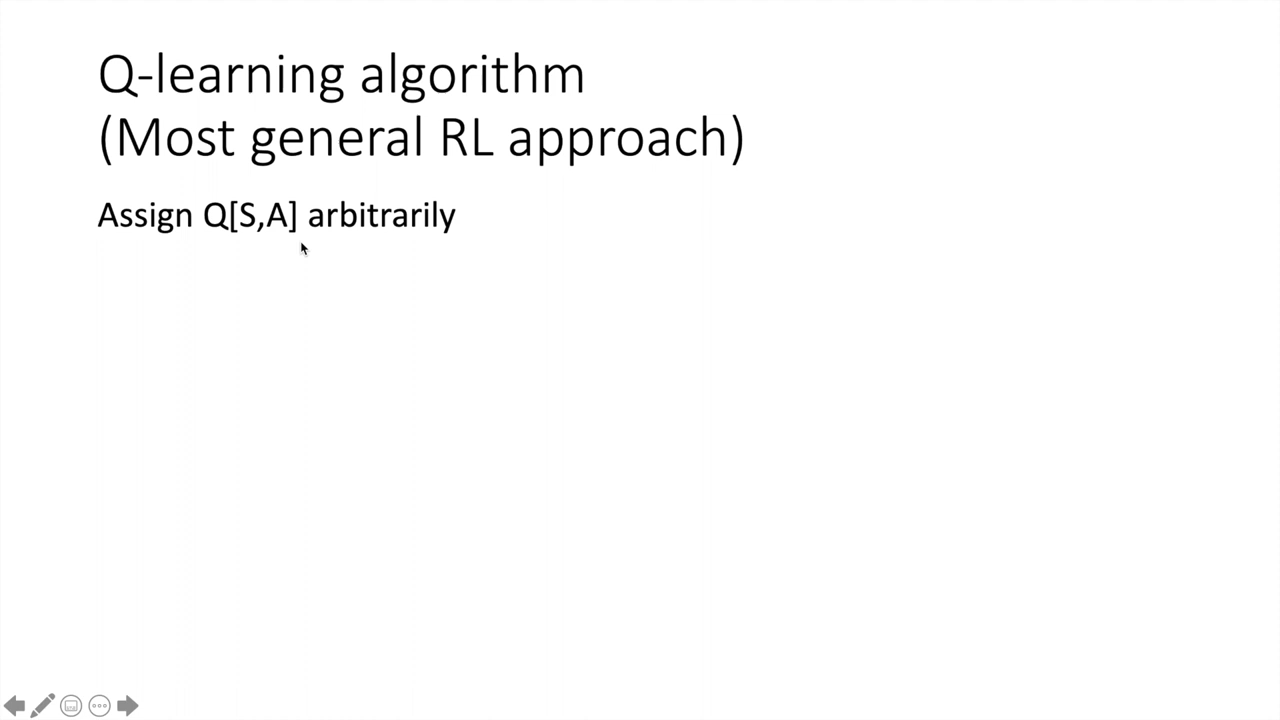 Q-learning algorithm
(Most general RL approach)
Assign Q[S,A] arbitrarily